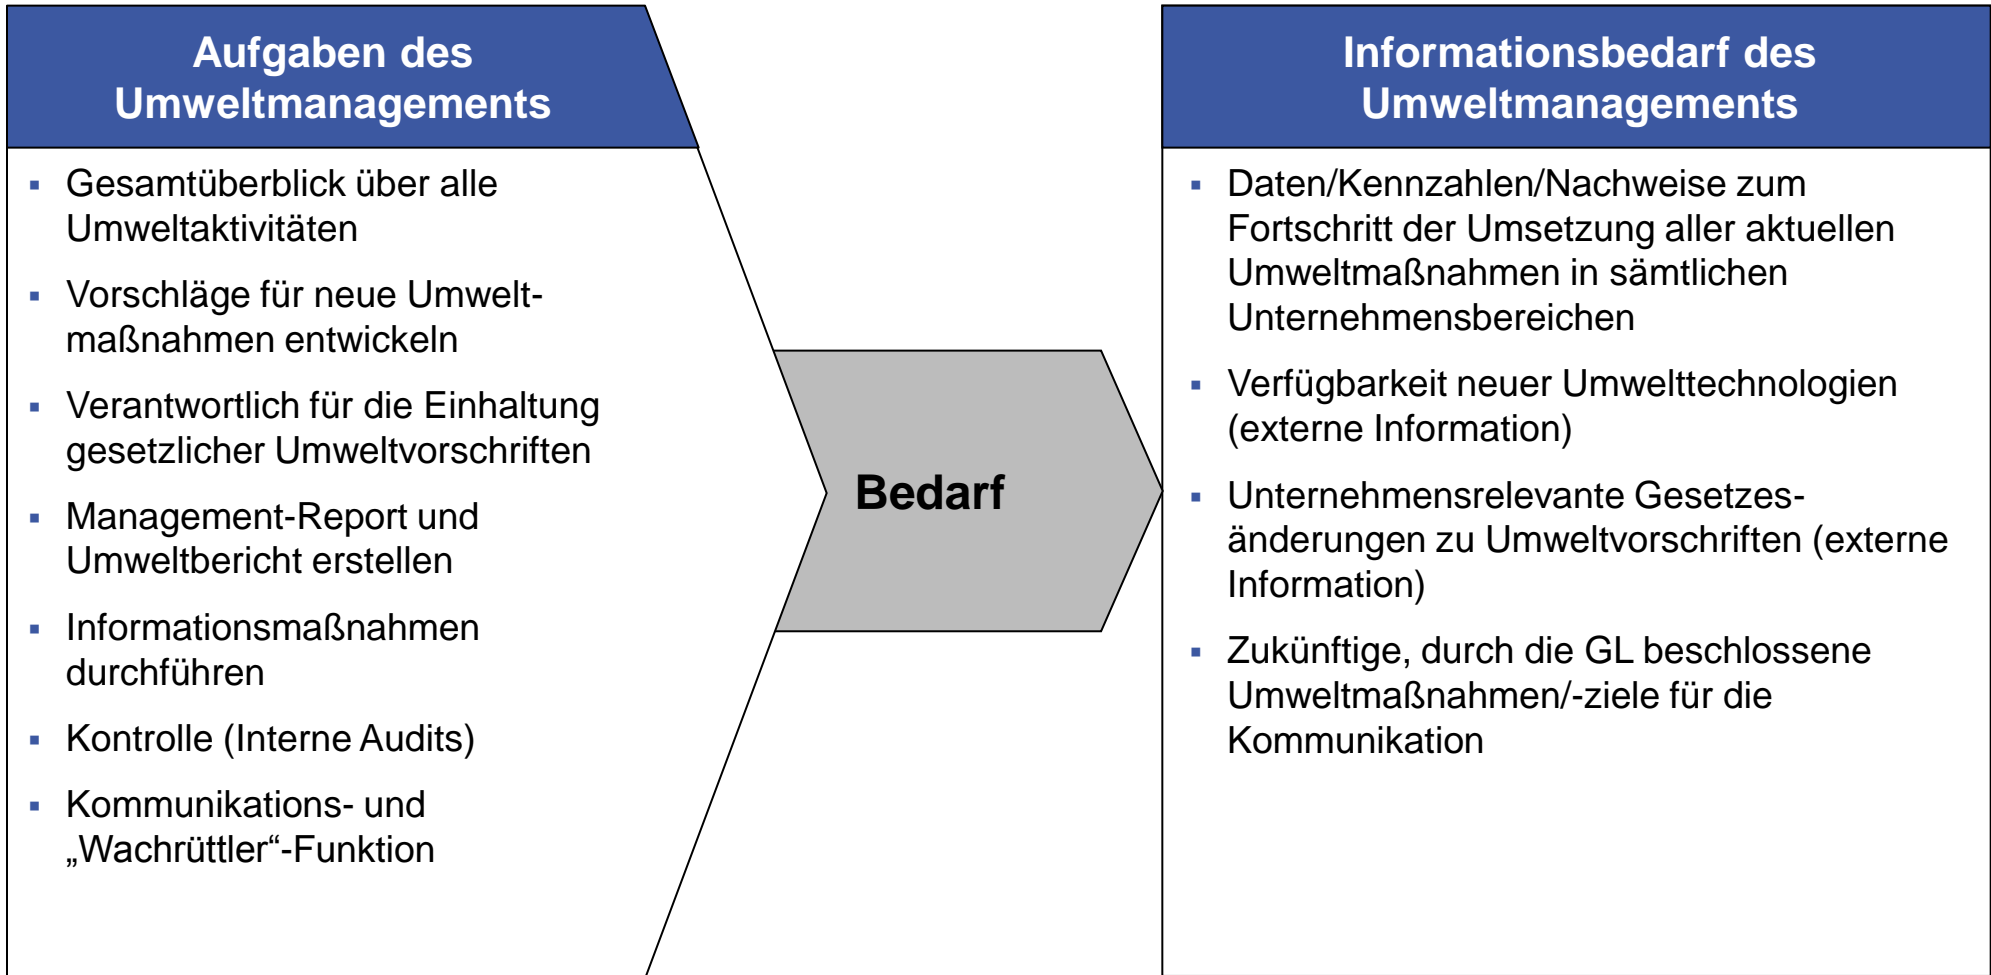 Aufgaben des
Umweltmanagements
▪ Gesamtüberblick über alle
Umweltaktivitäten
▪ Vorschläge für neue Umwelt-
maßnahmen entwickeln
▪ Verantwortlich für die Einhaltung
gesetzlicher Umweltvorschriften
▪ Management-Report und
Umweltbericht erstellen
▪ Informationsmaßnahmen
durchführen
▪ Kontrolle (Interne Audits)
▪ Kommunikations- und
„Wachrüttler“-Funktion
Bedarf
Informationsbedarf des
Umweltmanagements
▪ Daten/Kennzahlen/Nachweise zum
Fortschritt der Umsetzung aller aktuellen
Umweltmaßnahmen in sämtlichen
Unternehmensbereichen
▪ Verfügbarkeit neuer Umwelttechnologien
(externe Information)
▪ Unternehmensrelevante Gesetzes-
änderungen zu Umweltvorschriften (externe
Information)
▪ Zukünftige, durch die GL beschlossene
Umweltmaßnahmen/-ziele für die
Kommunikation